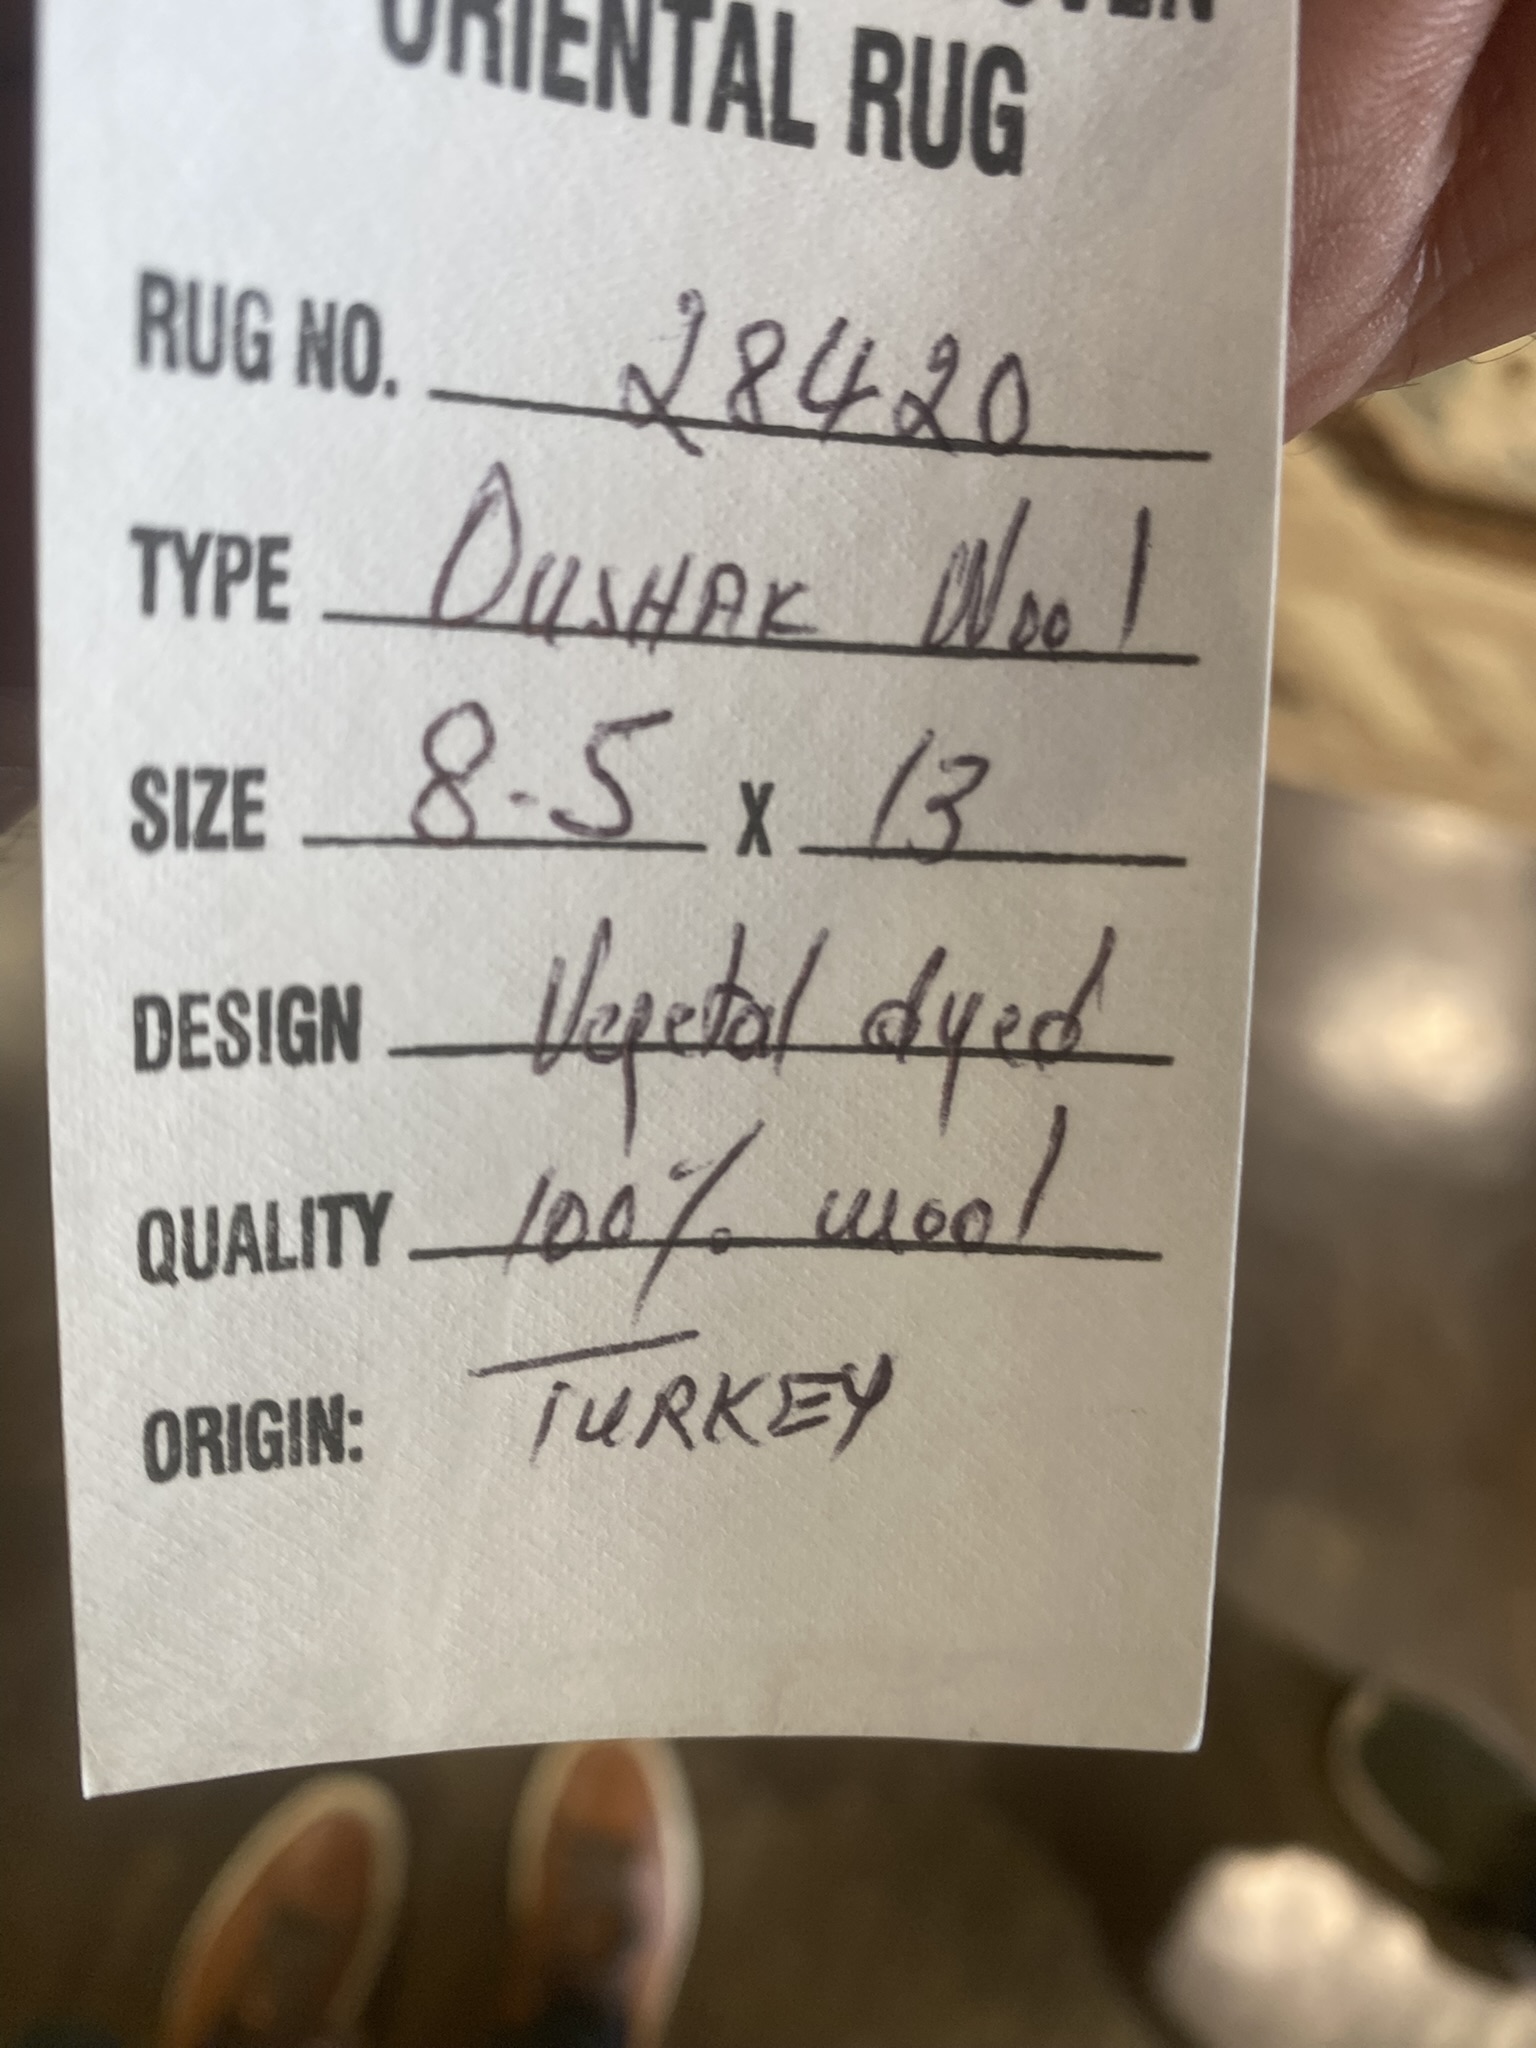 ORIENTAL RUG
RUG NO. 28420
TYPE OUSHAK Wool
SIZE 8-5 X 13
DESIGN Vegetal dyed
QUALITY 100% wool
ORIGIN: TURKEY